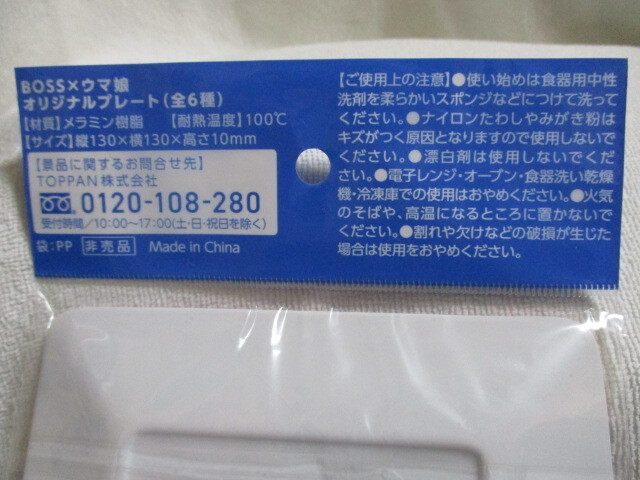 BOSS×ウマ娘
オリジナルプレート(全6種)
【材質】メラミン樹脂 【耐熱温度】100℃
【サイズ】縦130×横130×高さ10mm
【景品に関するお問合せ先】
TOPPAN株式会社
0120-108-280
受付時間/10:00～17:00(土・日・祝日を除く)
袋:PP 非売品 Made in China
【ご使用上の注意】●使い始めは食器用中性
洗剤を柔らかいスポンジなどにつけて洗って
ください。●ナイロンたわしやみがき粉は
キズがつく原因となりますので使用しないで
ください。●漂白剤は使用しないでくだ
さい。●電子レンジ・オーブン・食器洗い乾燥
機・冷凍庫での使用はおやめください。●火気
のそばや、高温になるところに置かないで
ください。●割れや欠けなどの破損が生じた
場合は使用をおやめください。